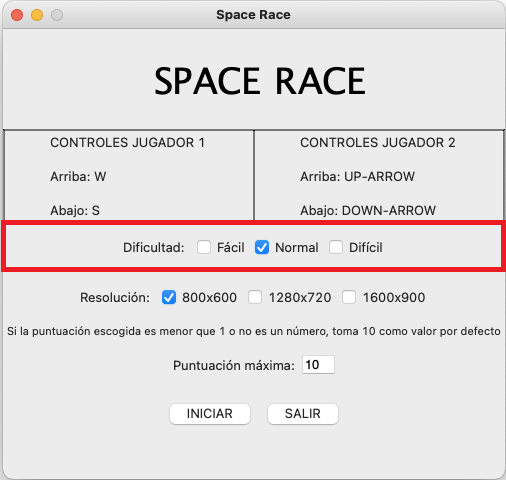 Space Race
SPACE RACE
CONTROLES JUGADOR 1
Arriba: W
Abajo: S
CONTROLES JUGADOR 2
Arriba: UP-ARROW
Abajo: DOWN-ARROW
Dificultad: Fácil Normal Difícil
Resolución: 800x600 1280x720 1600x900
Si la puntuación escogida es menor que 1 o no es un número, toma 10 como valor por defecto
Puntuación máxima: 10
INICIAR SALIR